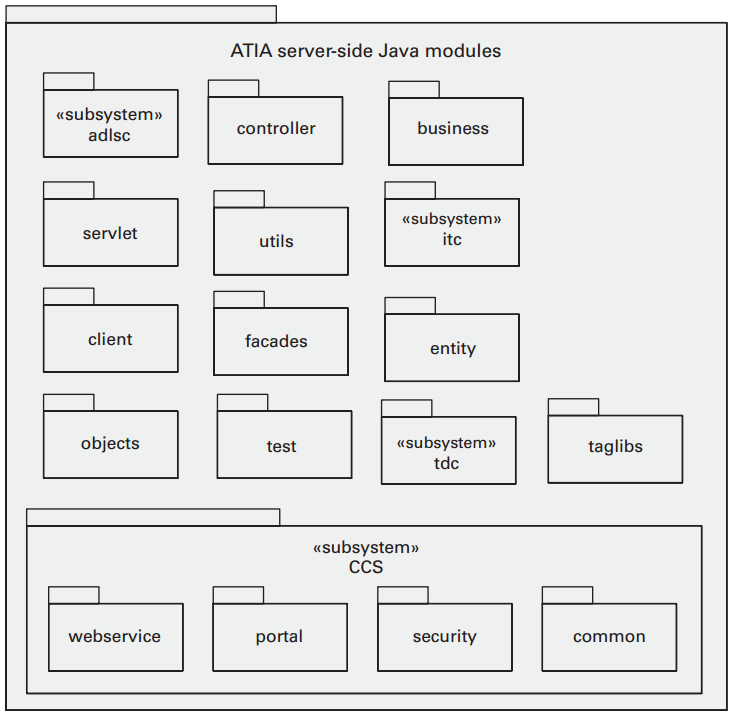 ATIA server-side Java modules
«subsystem»
adlsc
controller
business
servlet
utils
«subsystem»
itc
client
facades
entity
objects
test
«subsystem»
tdc
taglibs
«subsystem»
CCS
webservice
portal
security
common